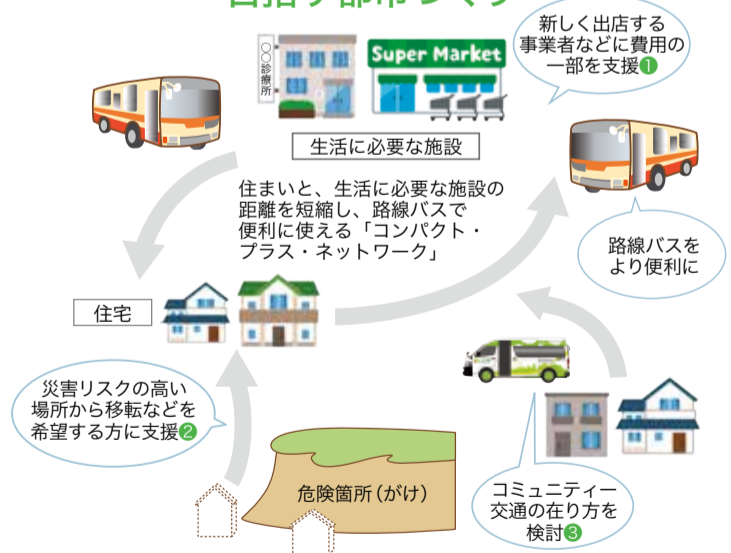 新しく出店する
事業者などに費用の
一部を支援❶
〇〇診療所
Super Market
生活に必要な施設
住まいと、生活に必要な施設の
距離を短縮し、路線バスで
便利に使える「コンパクト・
プラス・ネットワーク」
路線バスを
より便利に
住宅
災害リスクの高い
場所から移転などを
希望する方に支援❷
危険箇所(がけ)
コミュニティー
交通の在り方を
検討❸